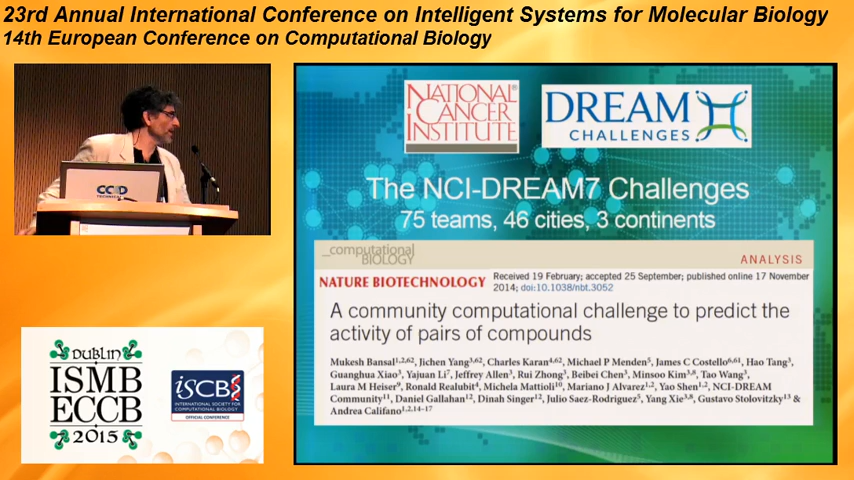 23rd Annual International Conference on Intelligent Systems for Molecular Biology
14th European Conference on Computational Biology
NATIONAL
CANCER
INSTITUTE
DREAM
CHALLENGES
The NCI-DREAM7 Challenges
75 teams, 46 cities, 3 continents
computational
BIOLOGY
ANALYSIS
NATURE BIOTECHNOLOGY
Received 19 February; accepted 25 September; published online 17 November
2014; doi:10.1038/nbt.3052
A community computational challenge to predict the
activity of pairs of compounds
Mukesh Bansal1,2,62, Jichen Yang3,62, Charles Karan4,62, Michael P Menden5, James C Costello6,61, Hao Tang3,
Guanghua Xiao3, Yajuan Li7, Jeffrey Allen3, Rui Zhong3, Beibei Chen3, Minsoo Kim3,8, Tao Wang3,
Laura M Heiser9, Ronald Realubit4, Michela Mattioli10, Mariano J Alvarez1,2, Yao Shen1,2, NCI-DREAM
Community11, Daniel Gallahan12, Dinah Singer12, Julio Saez-Rodriguez5, Yang Xie3,8, Gustavo Stolovitzky13 &
Andrea Califano1,2,14–17
DUBLIN
ISMB
ECCB
2015
iSCB
INTERNATIONAL SOCIETY FOR
COMPUTATIONAL BIOLOGY
OFFICIAL CONFERENCE